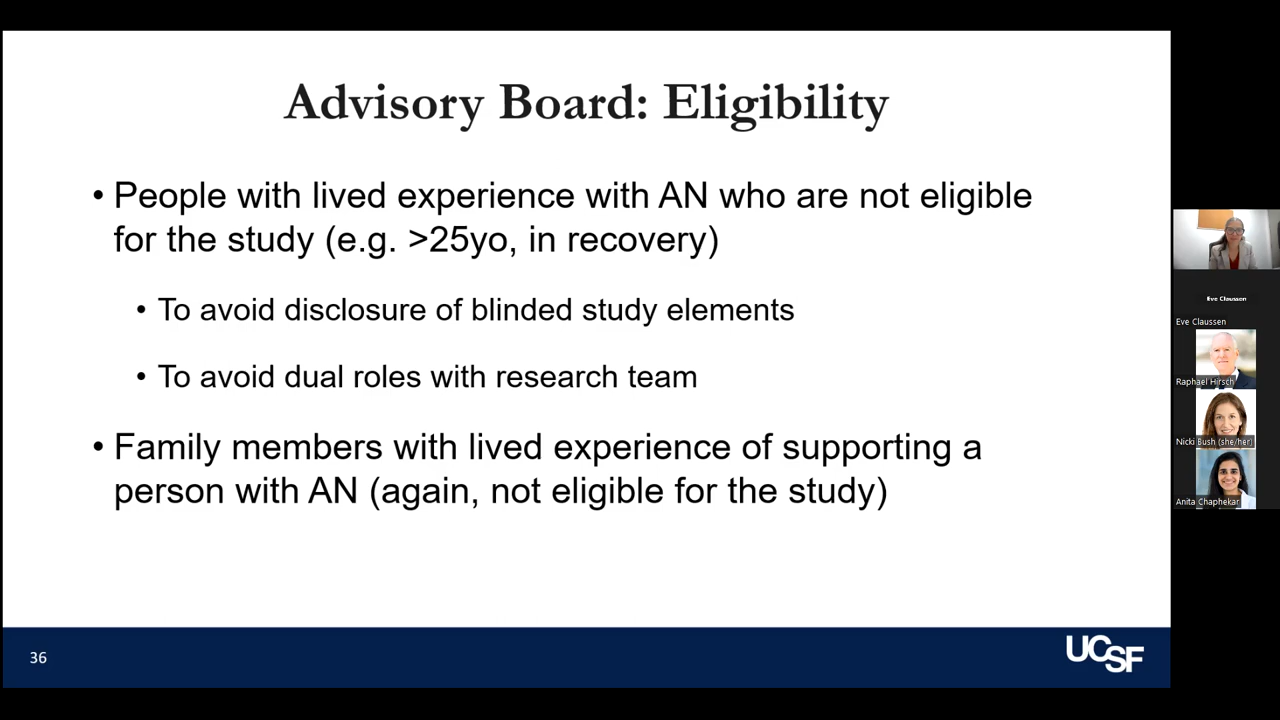 Advisory Board: Eligibility
• People with lived experience with AN who are not eligible
for the study (e.g. >25yo, in recovery)
• To avoid disclosure of blinded study elements
• To avoid dual roles with research team
• Family members with lived experience of supporting a
person with AN (again, not eligible for the study)
36
UCSF
Eve Claussen
Eve Claussen
Raphael Hirsch
Nicki Bush (she/her)
Anita Chaphekar